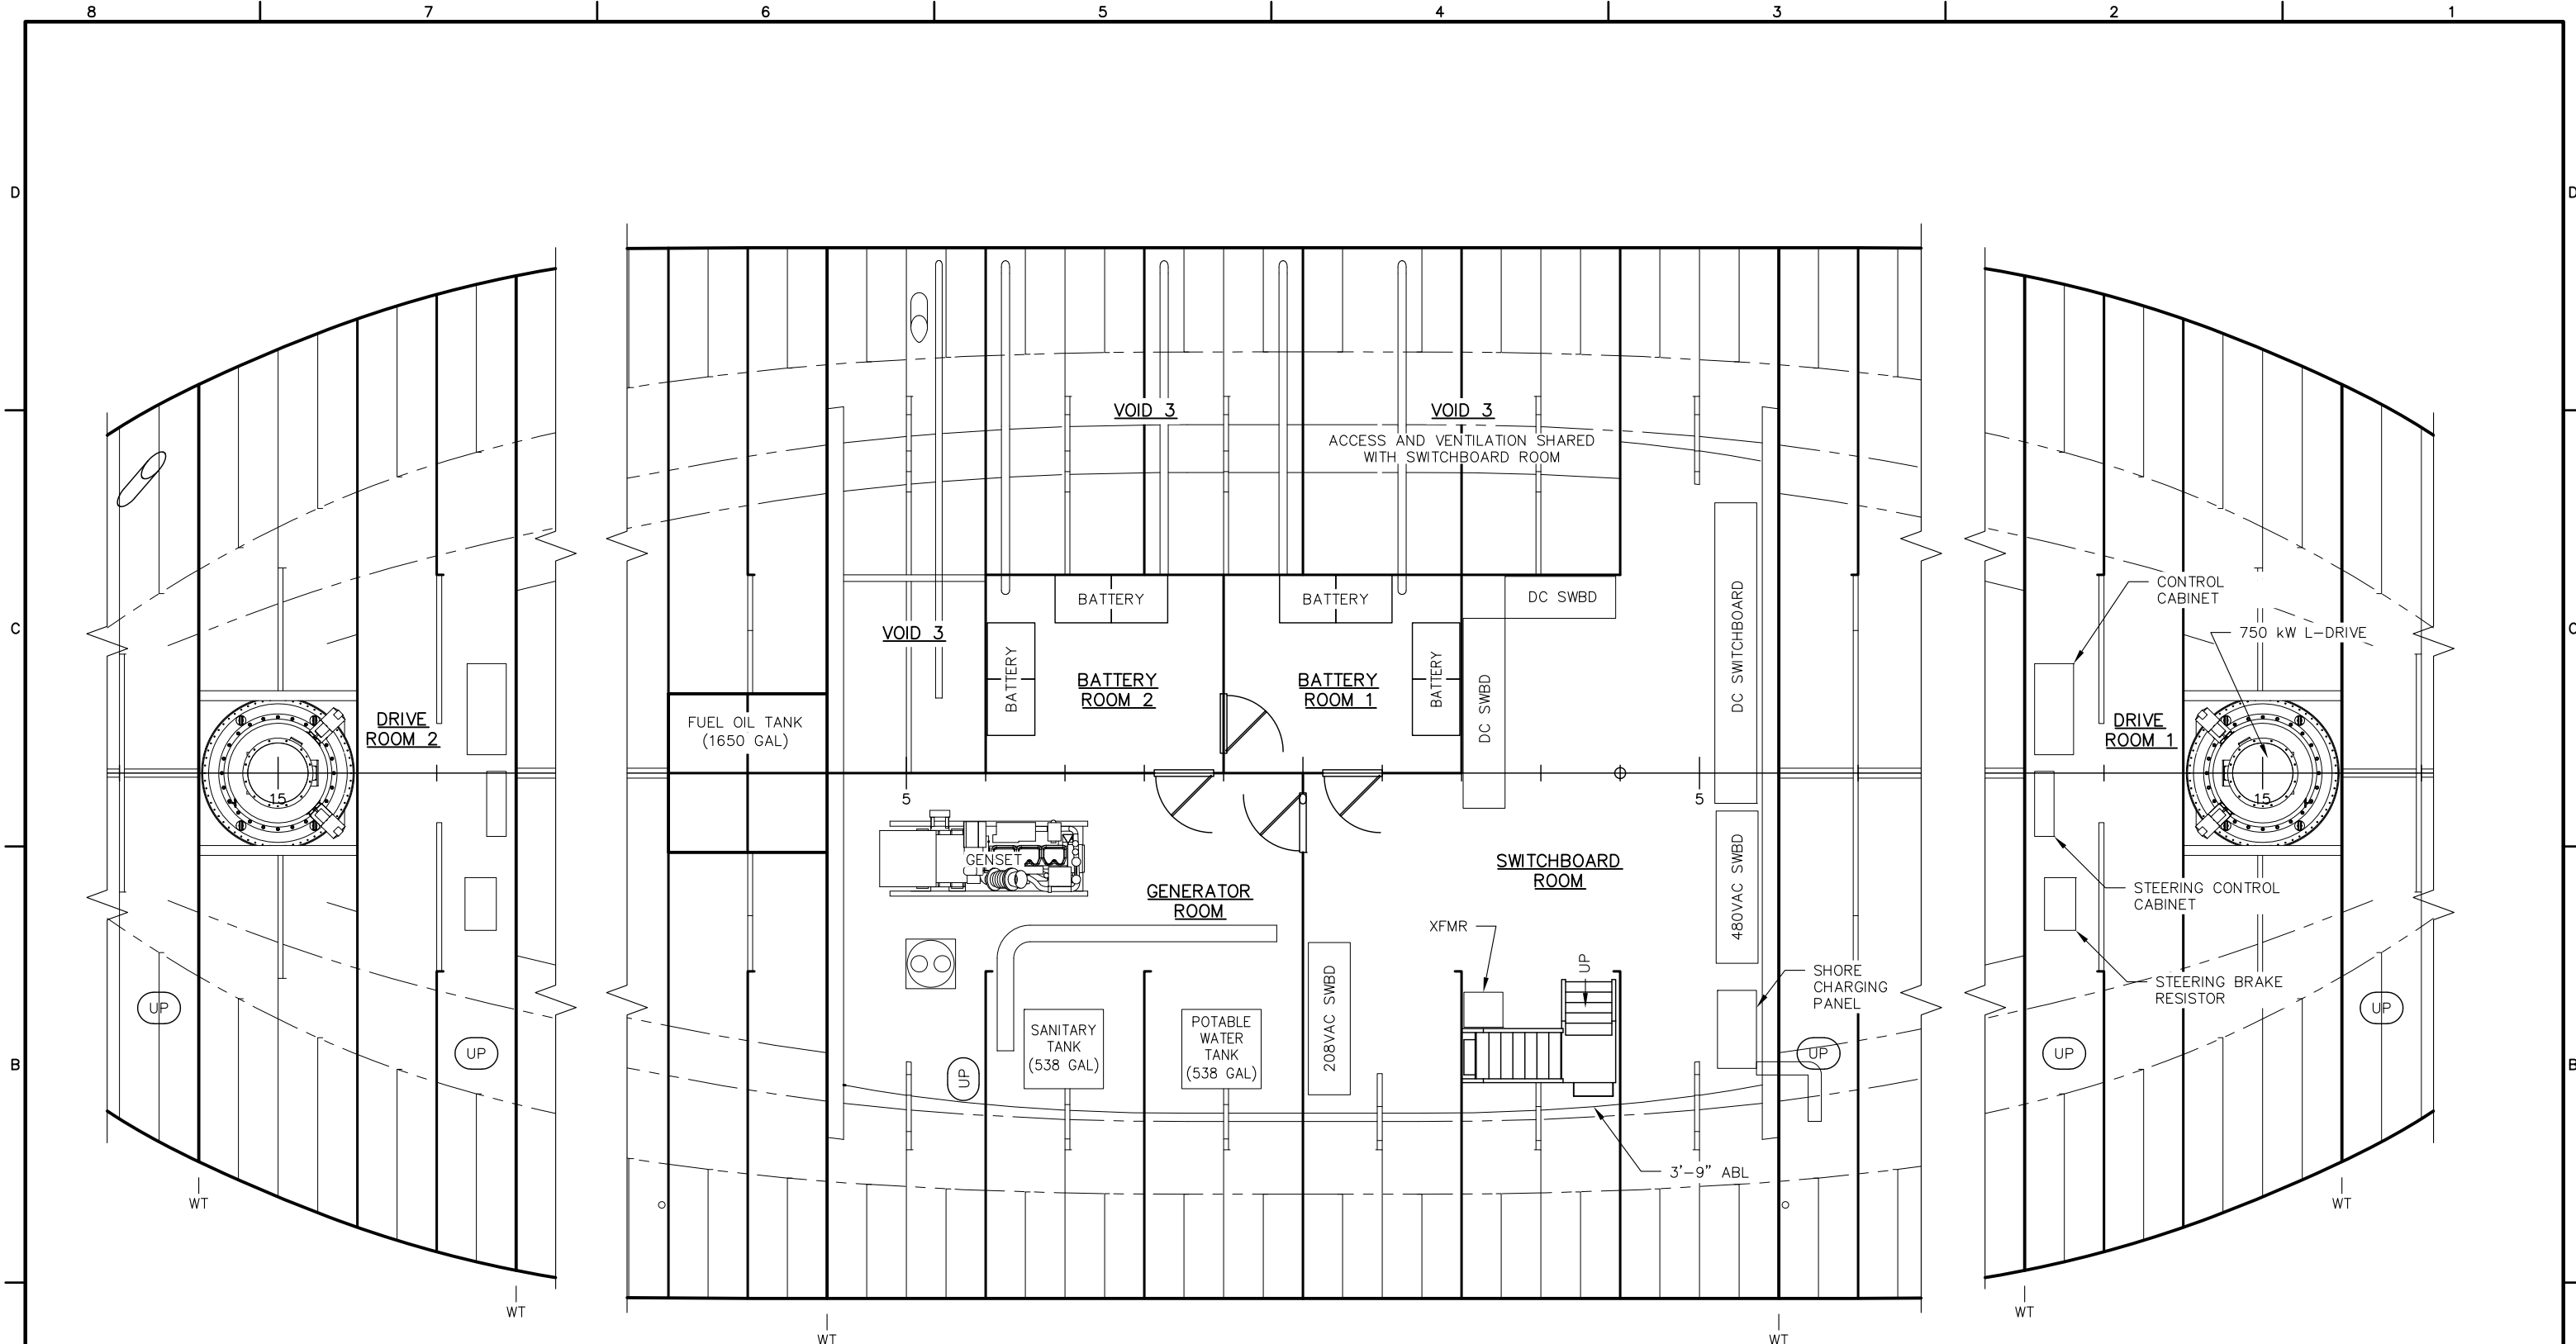 8 7 6 5 4 3 2 1
D D
VOID 3 VOID 3
ACCESS AND VENTILATION SHARED
WITH SWITCHBOARD ROOM
C C
BATTERY BATTERY DC SWBD
CONTROL
CABINET
VOID 3
750 kW L-DRIVE
BATTERY
BATTERY
ROOM 2
BATTERY
ROOM 1
BATTERY
DC SWBD
DC SWITCHBOARD
DRIVE
ROOM 2
FUEL OIL TANK
(1650 GAL)
DRIVE
ROOM 1
15 5 5 15
GENSET
SWITCHBOARD
ROOM
480VAC SWBD
GENERATOR
ROOM
STEERING CONTROL
CABINET
XFMR
UP
SHORE
CHARGING
PANEL
STEERING BRAKE
RESISTOR
UP
UP
UP
SANITARY
TANK
(538 GAL)
POTABLE
WATER
TANK
(538 GAL)
208VAC SWBD
UP
UP
UP
UP
B B
3'-9" ABL
WT WT
WT WT
WT WT